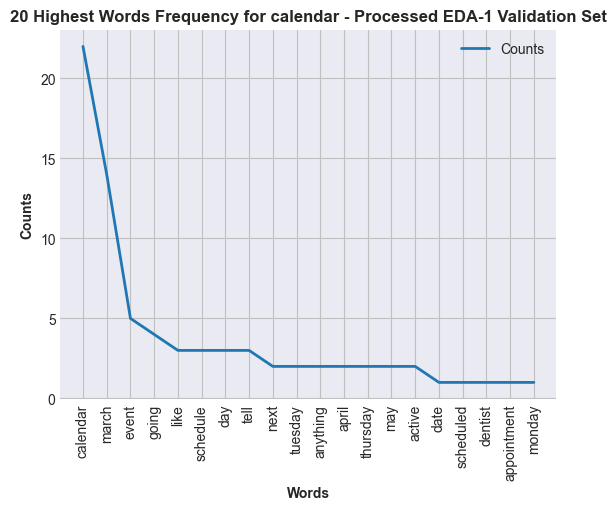 20 Highest Words Frequency for calendar - Processed EDA-1 Validation Set
Counts
20
15
10
5
0
Counts
calendar
march
event
going
like
schedule
day
tell
next
tuesday
anything
april
thursday
may
active
date
scheduled
dentist
appointment
monday
Words